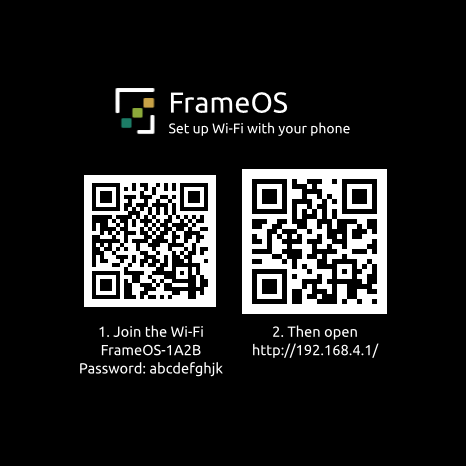 FrameOS
Set up Wi-Fi with your phone
1. Join the Wi-Fi
FrameOS-1A2B
Password: abcdefghjk
2. Then open
http://192.168.4.1/